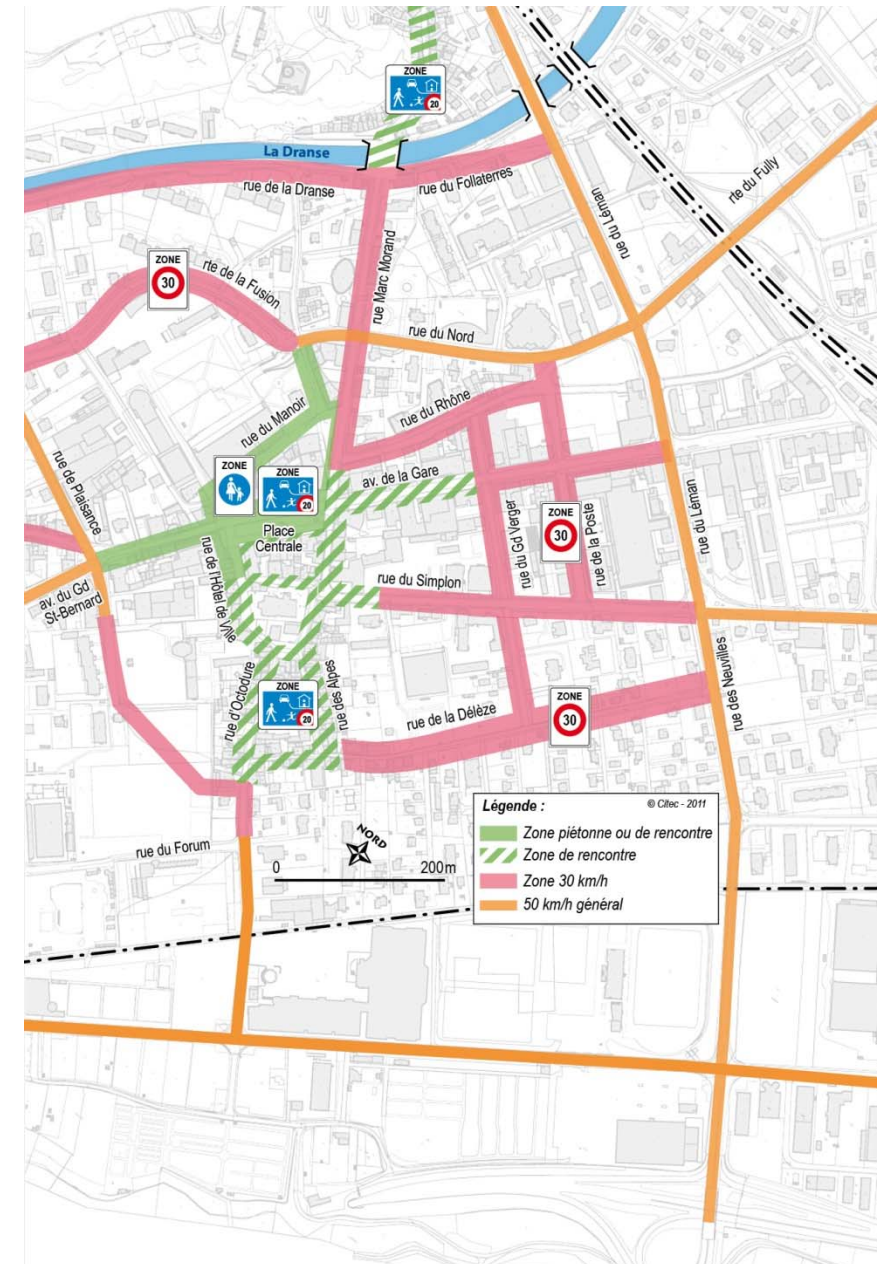 ZONE
20
La Dranse
rue de la Dranse
rue du Follaterres
rue du Léman
rte du Fully
ZONE
30
rte de la Fusion
rue Marc Morand
rue du Nord
rue du Manoir
rue du Rhône
rue de Plaisance
ZONE
ZONE
20
av. de la Gare
Place
Centrale
rue du Gd Verger
ZONE
30
rue de la Poste
rue du Léman
av. du Gd
St-Bernard
rue de l'Hôtel de Ville
rue du Simplon
rue d'Octodure
ZONE
20
rue des Alpes
rue de la Délèze
ZONE
30
rue des Neuvilles
Légende :
© Citec - 2011
Zone piétonne ou de rencontre
Zone de rencontre
Zone 30 km/h
50 km/h général
rue du Forum
NORD
0
200 m